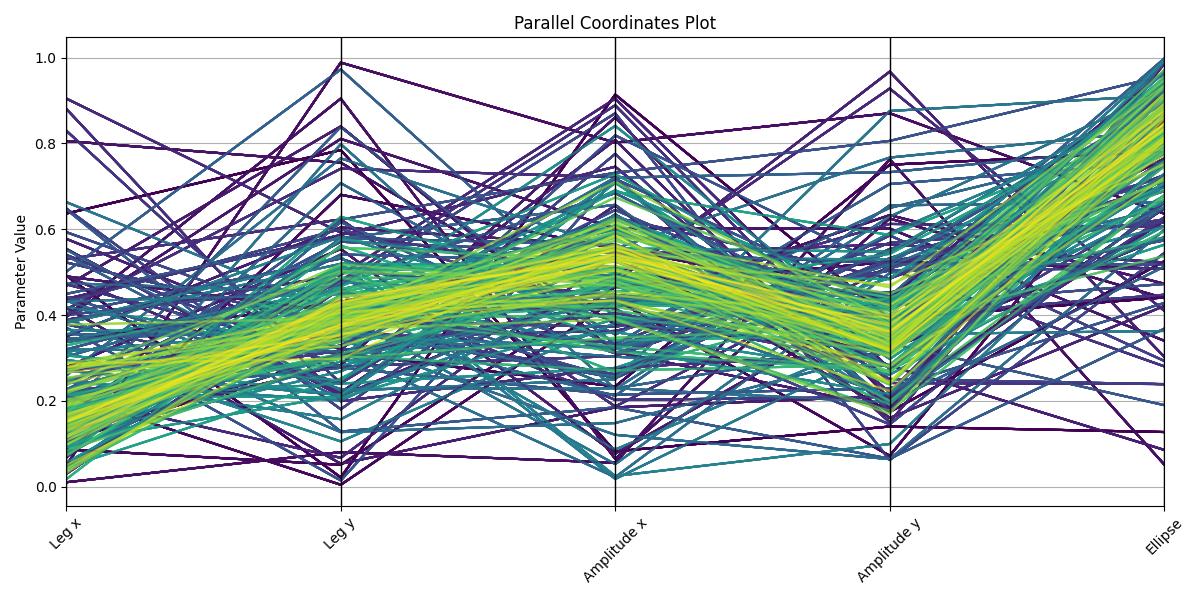 Parallel Coordinates Plot
Parameter Value
1.0
0.8
0.6
0.4
0.2
0.0
Leg x
Leg y
Amplitude x
Amplitude y
Ellipse